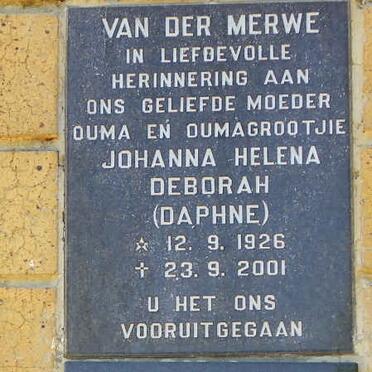 VAN DER MERWE
IN LIEFDEVOLLE
HERINNERING AAN
ONS GELIEFDE MOEDER
OUMA EN OUMAGROOTJIE
JOHANNA HELENA
DEBORAH
(DAPHNE)
☆ 12. 9. 1926
✝ 23. 9. 2001
U HET ONS
VOORUITGEGAAN